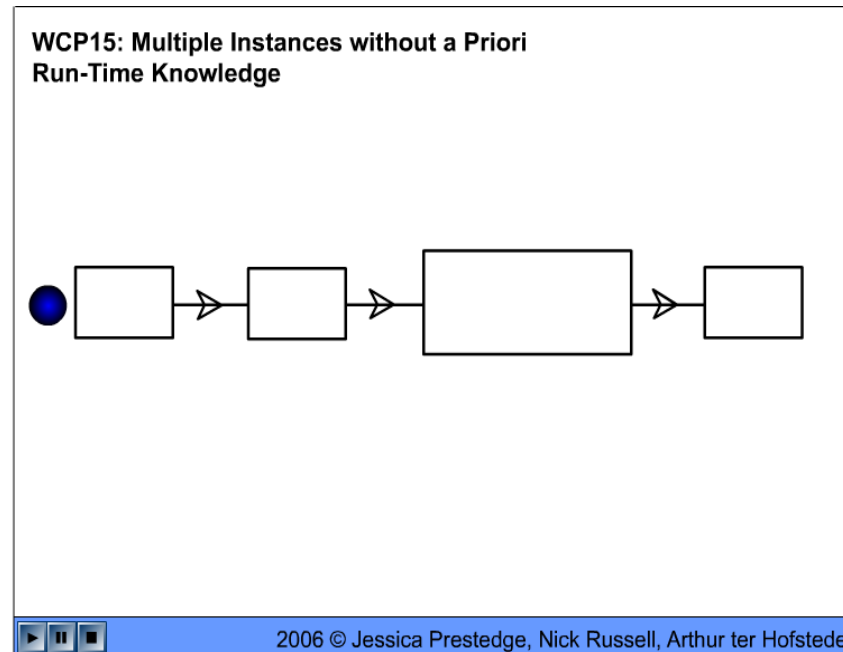 WCP15: Multiple Instances without a Priori
Run-Time Knowledge
2006 © Jessica Prestedge, Nick Russell, Arthur ter Hofstede